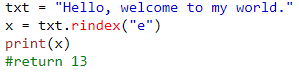 txt = "Hello, welcome to my world."
x = txt.rindex("e")
print(x)
#return 13